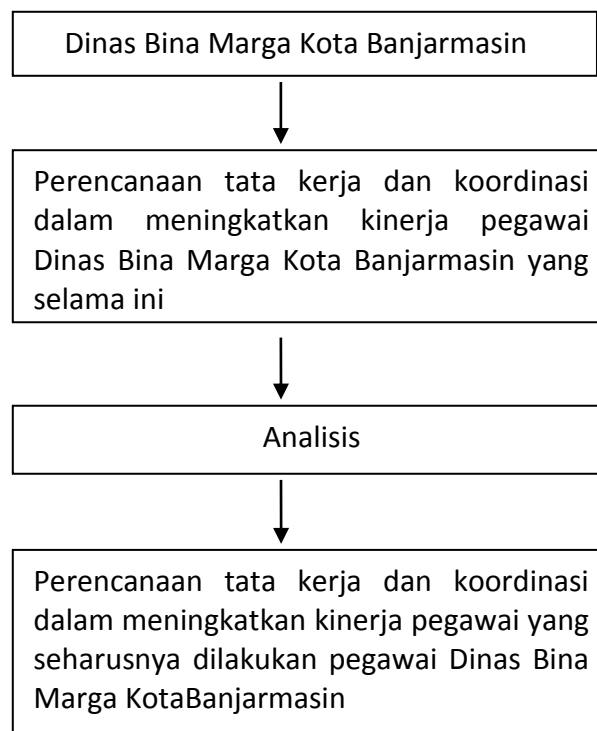 Dinas Bina Marga Kota Banjarmasin
Perencanaan tata kerja dan koordinasi
dalam meningkatkan kinerja pegawai
Dinas Bina Marga Kota Banjarmasin yang
selama ini
Analisis
Perencanaan tata kerja dan koordinasi
dalam meningkatkan kinerja pegawai yang
seharusnya dilakukan pegawai Dinas Bina
Marga KotaBanjarmasin